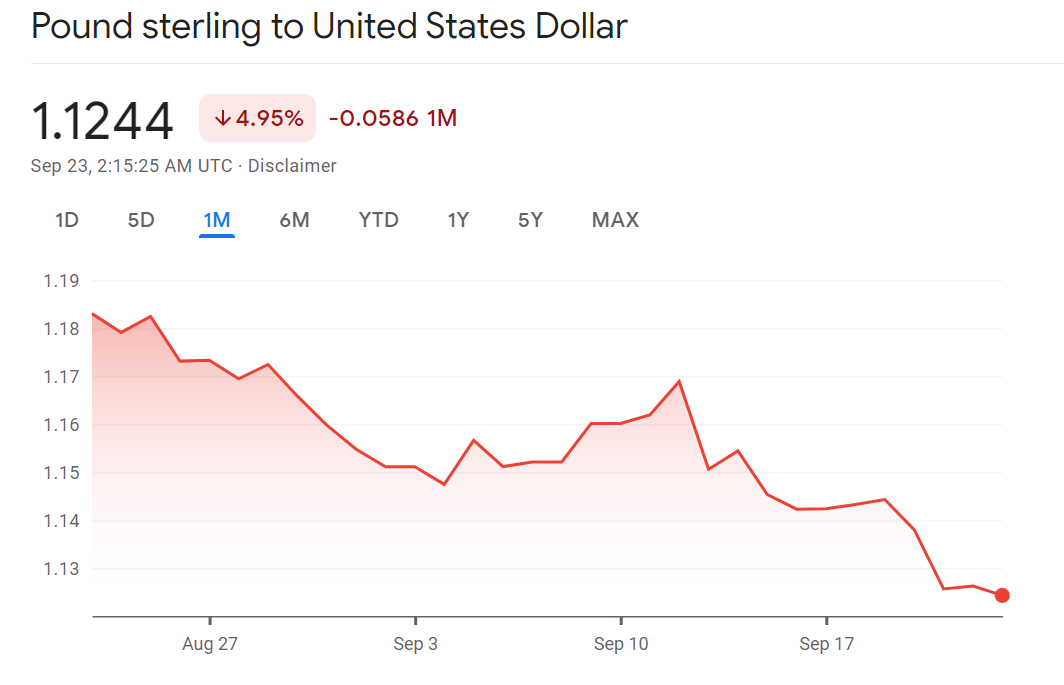 Pound sterling to United States Dollar
1.1244 ↓4.95% -0.0586 1M
Sep 23, 2:15:25 AM UTC · Disclaimer
1D 5D 1M 6M YTD 1Y 5Y MAX
1.19
1.18
1.17
1.16
1.15
1.14
1.13
Aug 27 Sep 3 Sep 10 Sep 17